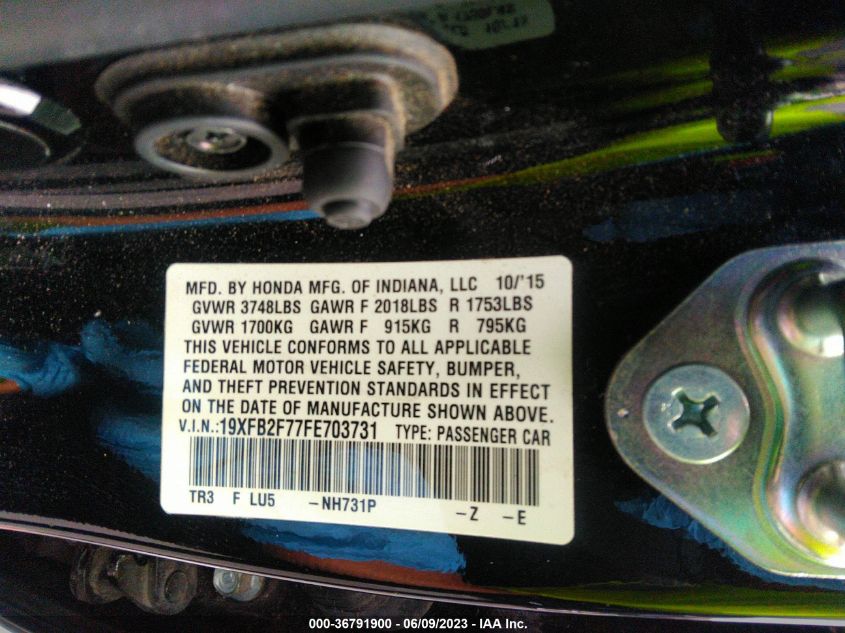 MFD. BY HONDA MFG. OF INDIANA, LLC 10/'15
GVWR 3748LBS GAWR F 2018LBS R 1753LBS
GVWR 1700KG GAWR F 915KG R 795KG
THIS VEHICLE CONFORMS TO ALL APPLICABLE
FEDERAL MOTOR VEHICLE SAFETY, BUMPER,
AND THEFT PREVENTION STANDARDS IN EFFECT
ON THE DATE OF MANUFACTURE SHOWN ABOVE.
V.I.N.:19XFB2F77FE703731 TYPE: PASSENGER CAR
TR3 F LU5 -NH731P -Z -E
000-36791900 - 06/09/2023 - IAA Inc.